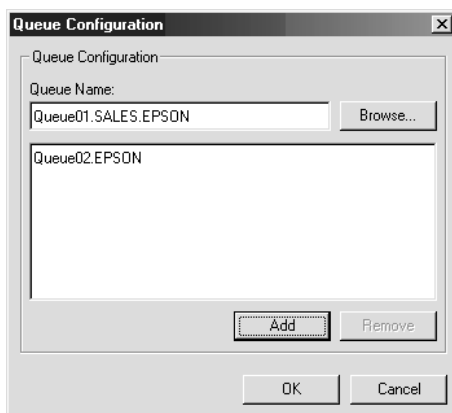 Queue Configuration
Queue Configuration
Queue Name:
Queue01.SALES.EPSON
Browse...
Queue02.EPSON
Add
Remove
OK
Cancel